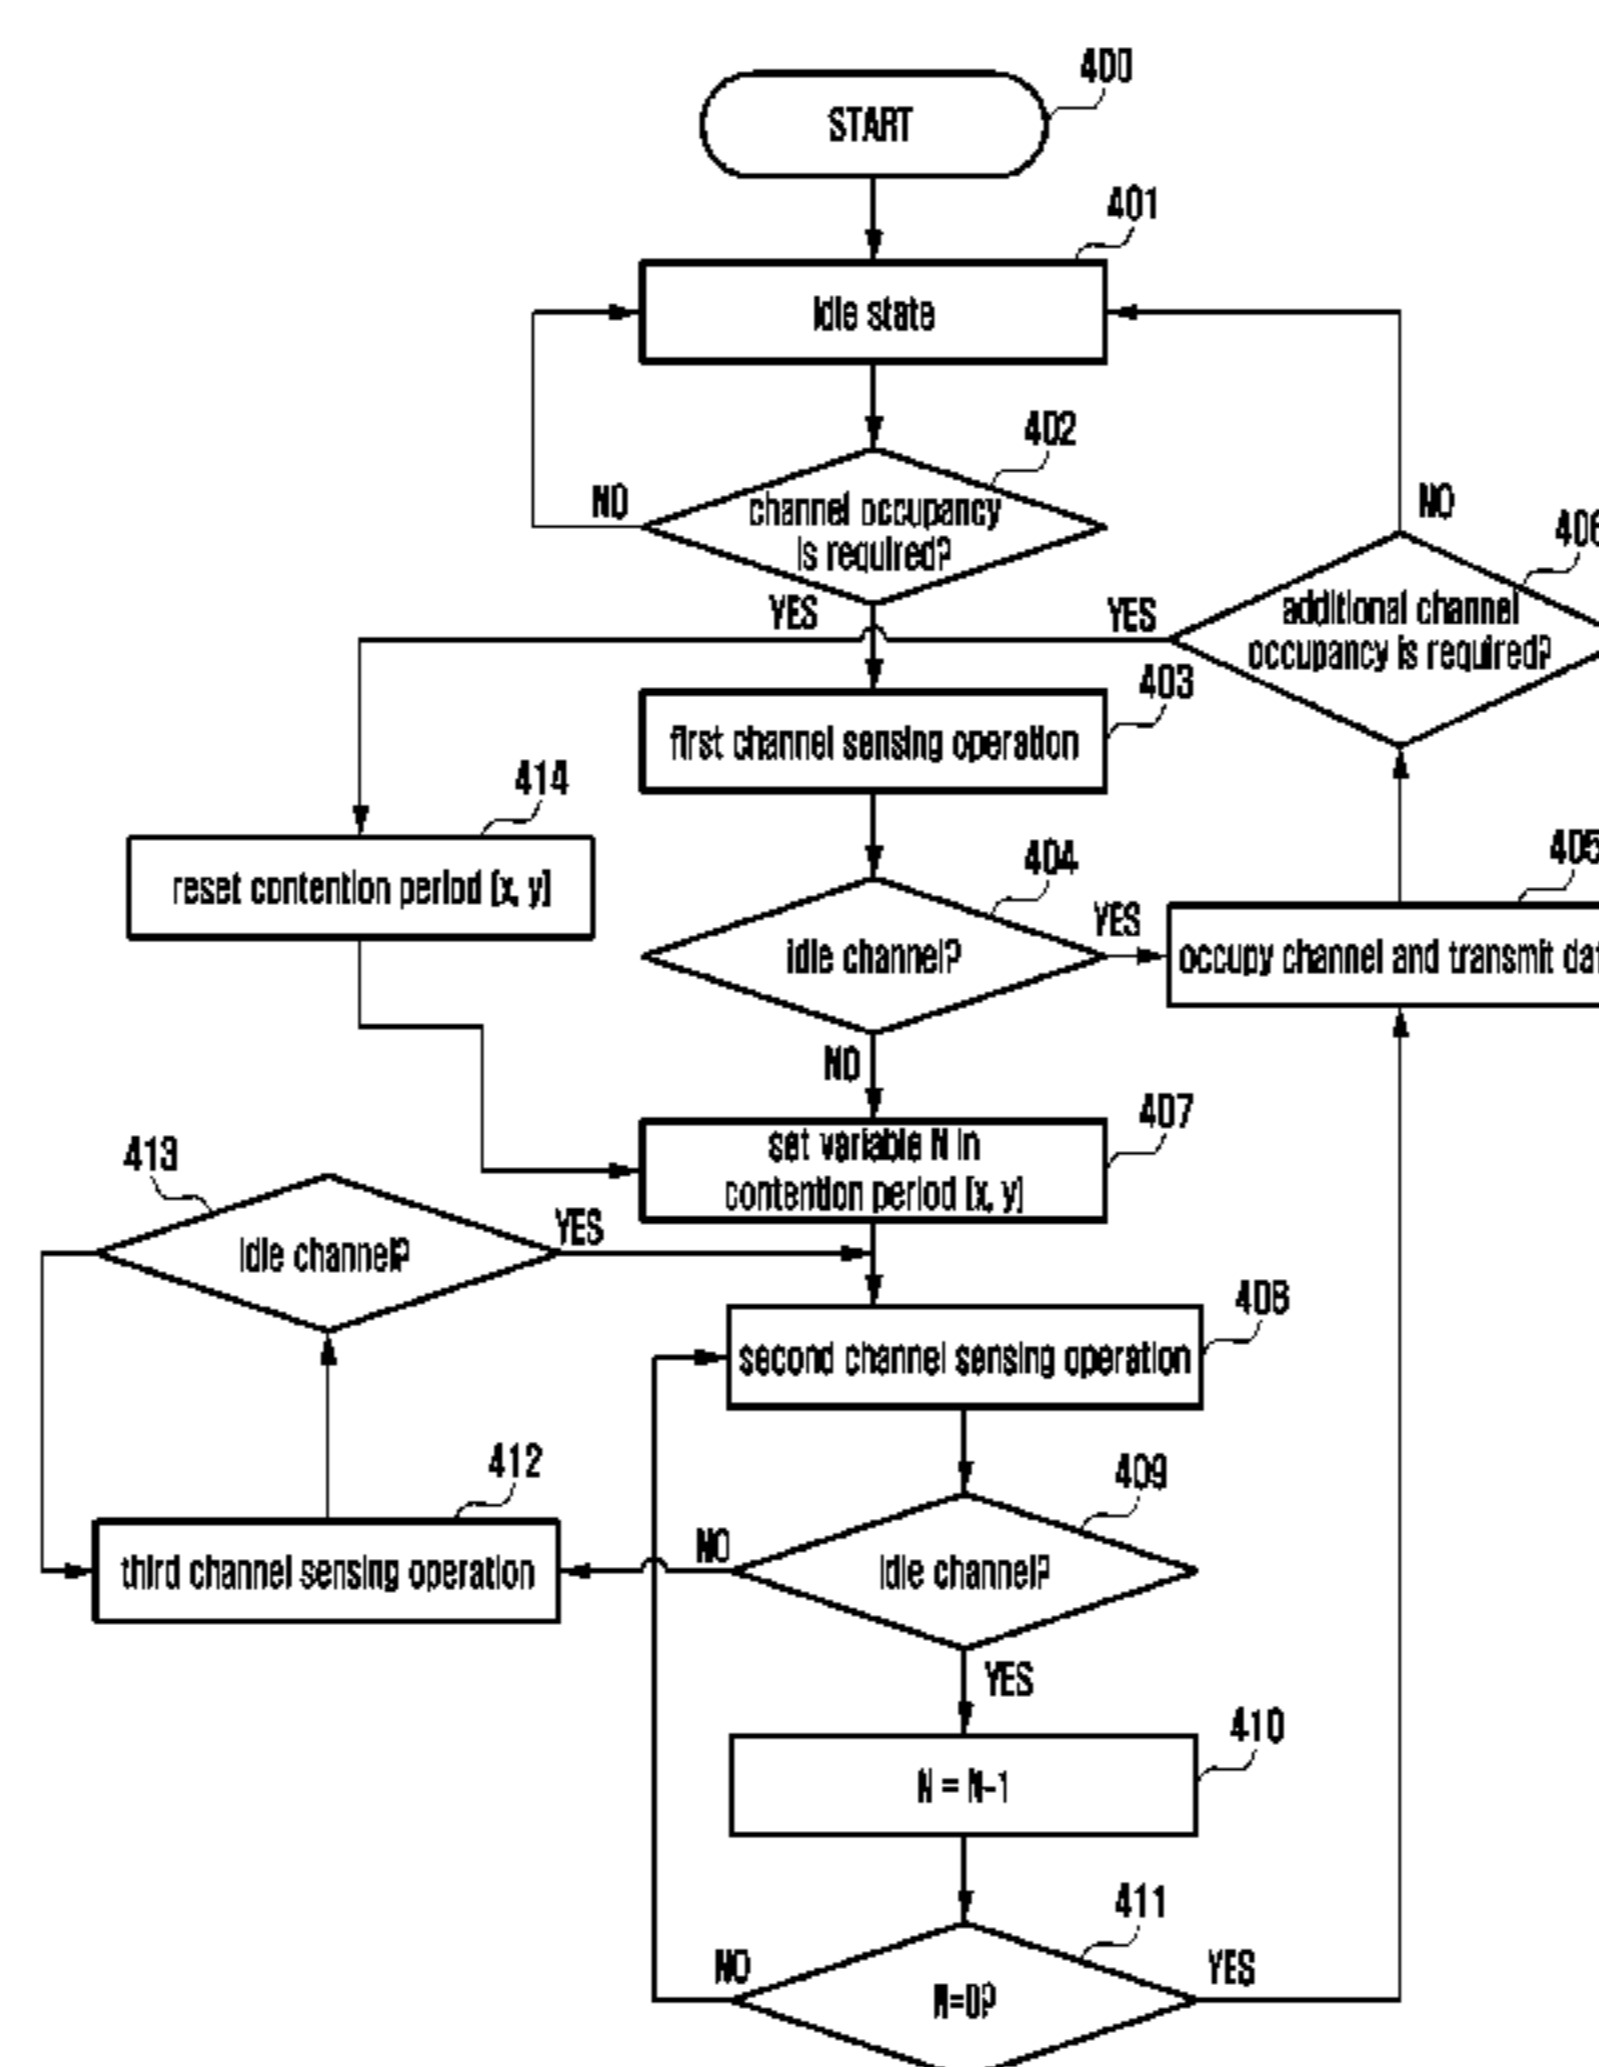 400
START
401
idle state
402
channel occupancy
is required?
NO
YES
YES
NO
406
additional channel
occupancy is required?
403
first channel sensing operation
414
reset contention period [x, y]
404
idle channel?
YES
405
occupy channel and transmit
NO
407
set variable N in
contention period [x, y]
413
idle channel?
YES
408
second channel sensing operation
412
third channel sensing operation
409
idle channel?
NO
YES
410
N = N-1
411
N=0?
NO
YES